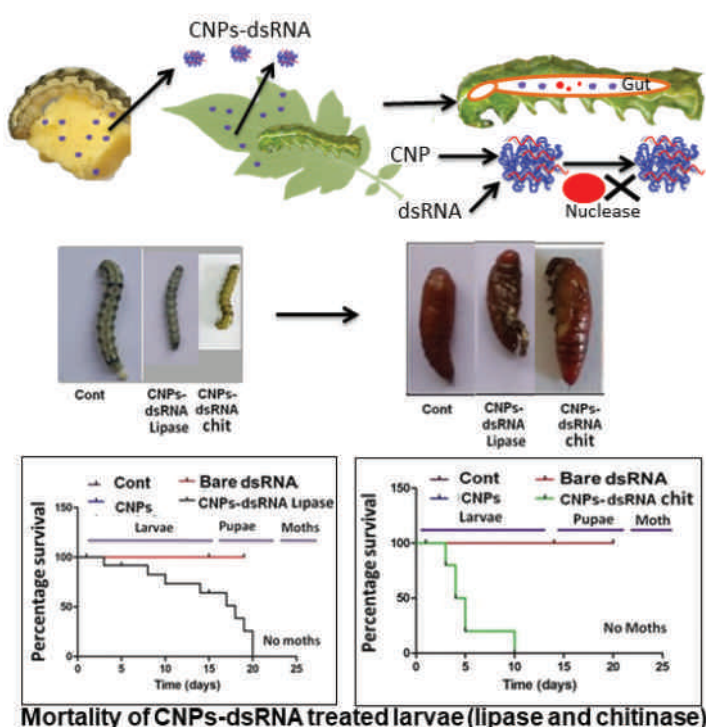 CNPs-dsRNA
Gut
CNP
dsRNA
Nuclease
Cont
CNPs-
dsRNA
Lipase
CNPs-
dsRNA
chit
Cont
CNPs-
dsRNA
Lipase
CNPs-
dsRNA
chit
Cont
Bare dsRNA
CNPs
CNPs-dsRNA Lipase
Larvae
Pupae
Moths
150
100
50
0
Percentage survival
No moths
0 5 10 15 20 25
Time (days)
Cont
Bare dsRNA
CNPs
CNPs-dsRNA chit
Larvae
Pupae
Moth
150
100
50
0
Percentage survival
No Moths
0 5 10 15 20 25
Time (days)
Mortality of CNPs-dsRNA treated larvae (lipase and chitinase)